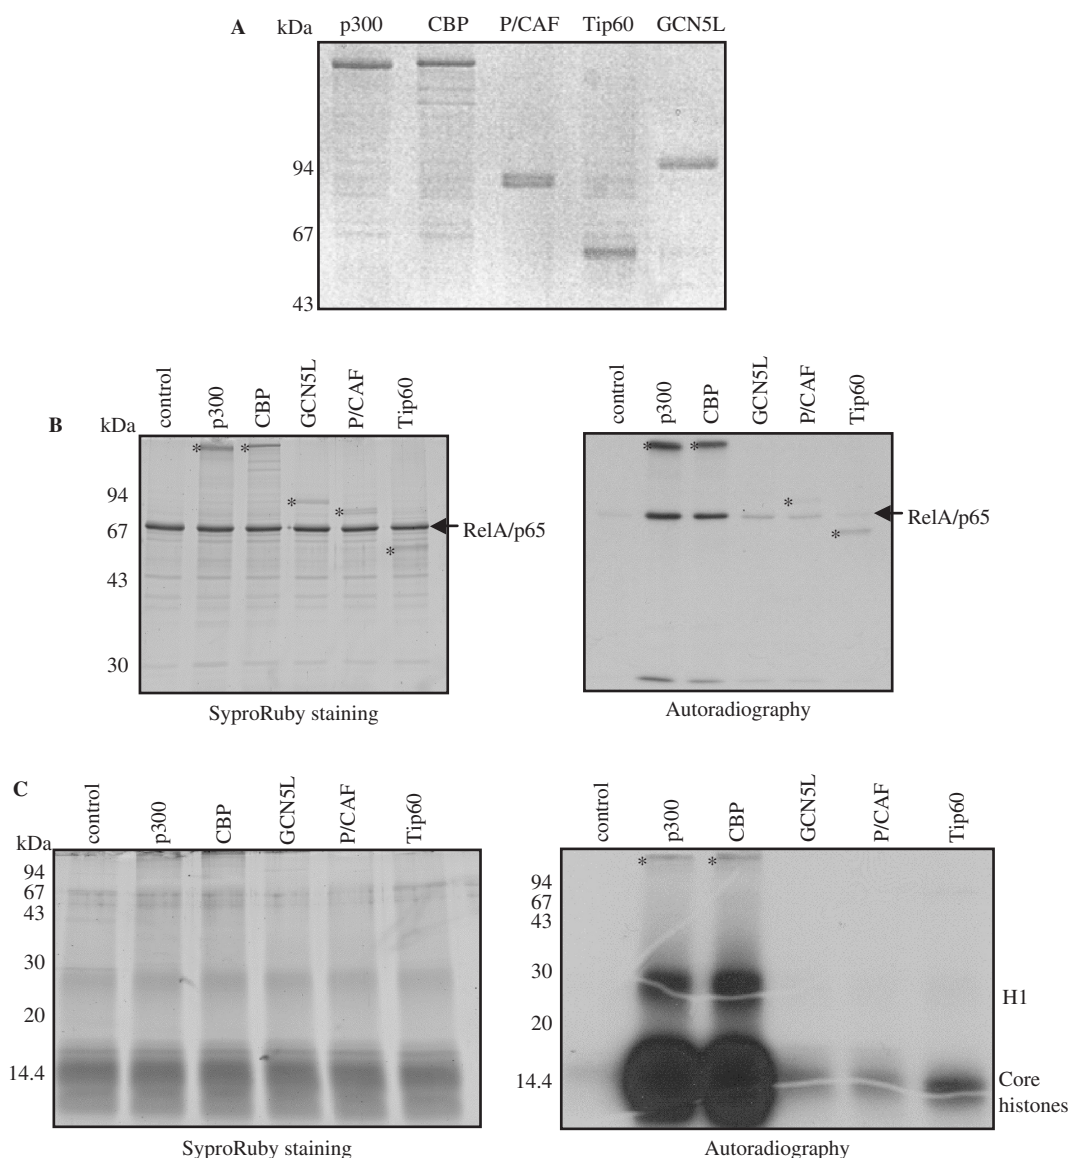 A kDa p300 CBP P/CAF Tip60 GCN5L
94
67
43
B kDa control p300 CBP GCN5L P/CAF Tip60
94
67
43
30
* * * * *
RelA/p65
SyproRuby staining
control p300 CBP GCN5L P/CAF Tip60
* * * *
RelA/p65
Autoradiography
C kDa control p300 CBP GCN5L P/CAF Tip60
94
67
43
30
20
14.4
SyproRuby staining
control p300 CBP GCN5L P/CAF Tip60
* *
94
67
43
30
20
14.4
H1
Core
histones
Autoradiography